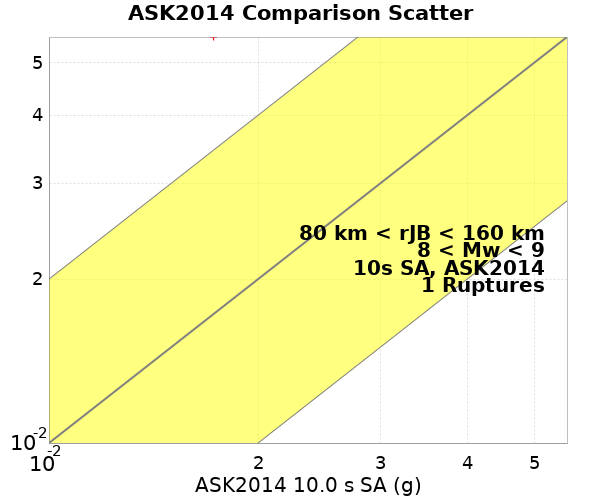 ASK2014 Comparison Scatter
5
4
3
80 km < rJB < 160 km
8 < Mw < 9
10s SA, ASK2014
2
1 Ruptures
10-2
10-2
2
3
4
5
ASK2014 10.0 s SA (g)